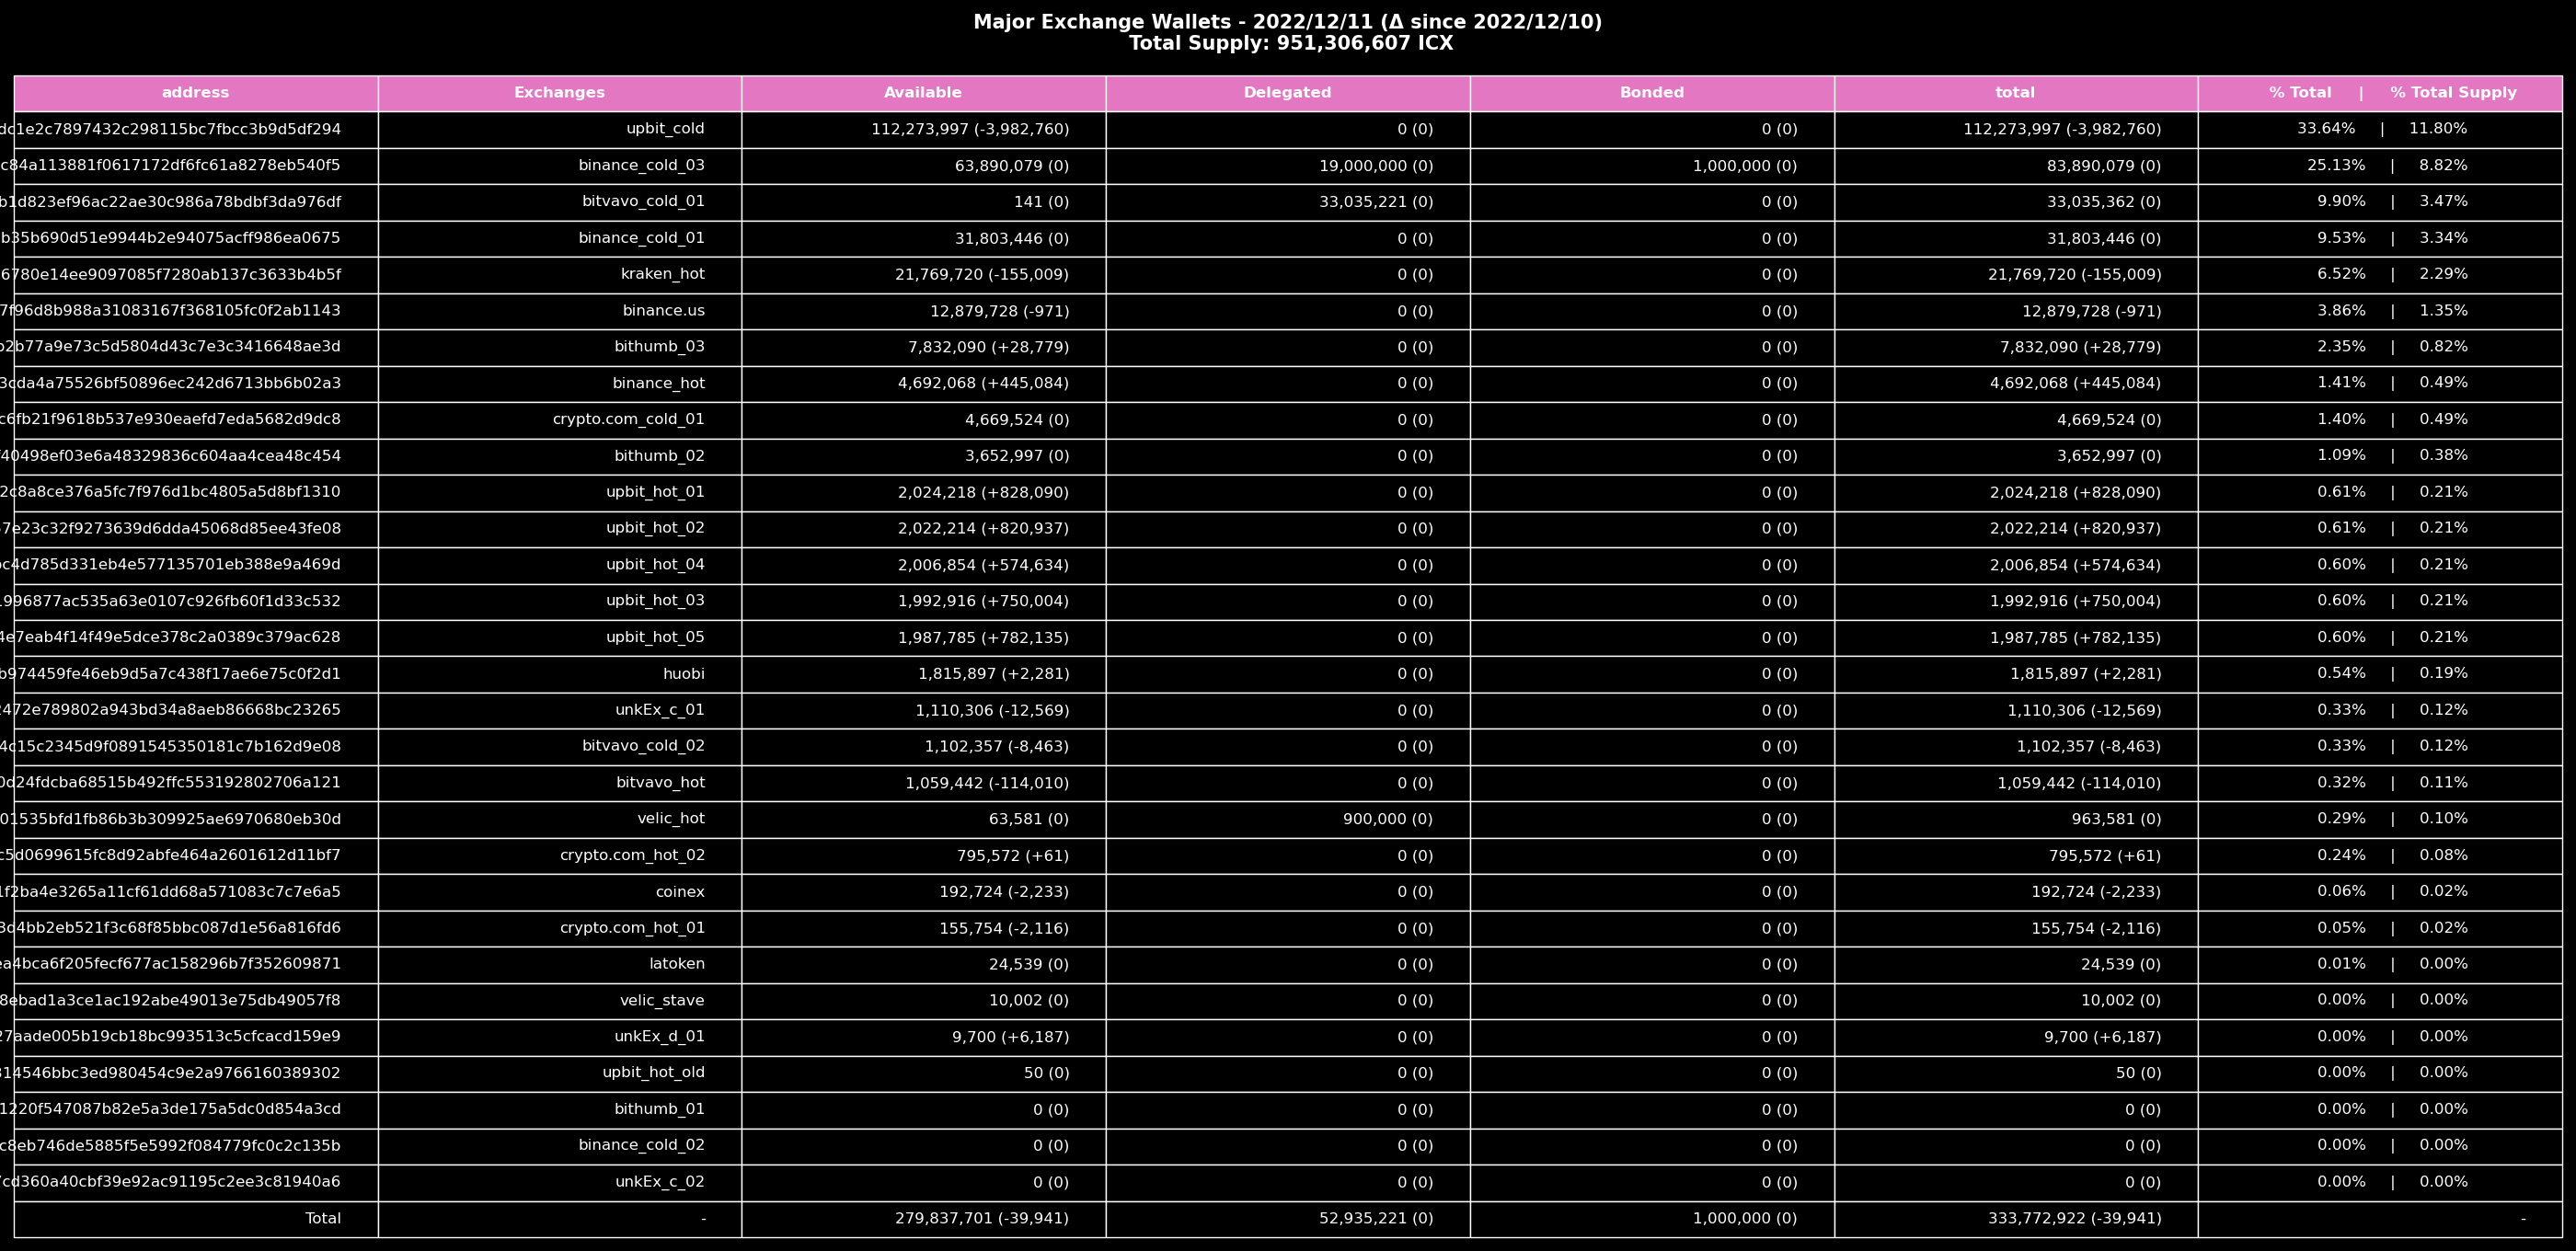 Major Exchange Wallets - 2022/12/11 (Δ since 2022/12/10)
Total Supply: 951,306,607 ICX
address Exchanges Available Delegated Bonded total % Total | % Total Supply
dc1e2c7897432c298115bc7fbcc3b9d5df294 upbit_cold 112,273,997 (-3,982,760) 0 (0) 0 (0) 112,273,997 (-3,982,760) 33.64% | 11.80%
c84a113881f0617172df6fc61a8278eb540f5 binance_cold_03 63,890,079 (0) 19,000,000 (0) 1,000,000 (0) 83,890,079 (0) 25.13% | 8.82%
b1d823ef96ac22ae30c986a78bdbf3da976df bitvavo_cold_01 141 (0) 33,035,221 (0) 0 (0) 33,035,362 (0) 9.90% | 3.47%
b35b690d51e9944b2e94075acff986ea0675 binance_cold_01 31,803,446 (0) 0 (0) 0 (0) 31,803,446 (0) 9.53% | 3.34%
6780e14ee9097085f7280ab137c3633b4b5f kraken_hot 21,769,720 (-155,009) 0 (0) 0 (0) 21,769,720 (-155,009) 6.52% | 2.29%
7f96d8b988a31083167f368105fc0f2ab1143 binance.us 12,879,728 (-971) 0 (0) 0 (0) 12,879,728 (-971) 3.86% | 1.35%
b2b77a9e73c5d5804d43c7e3c3416648ae3d bithumb_03 7,832,090 (+28,779) 0 (0) 0 (0) 7,832,090 (+28,779) 2.35% | 0.82%
3cda4a75526bf50896ec242d6713bb6b02a3 binance_hot 4,692,068 (+445,084) 0 (0) 0 (0) 4,692,068 (+445,084) 1.41% | 0.49%
c6fb21f9618b537e930eaefd7eda5682d9dc8 crypto.com_cold_01 4,669,524 (0) 0 (0) 0 (0) 4,669,524 (0) 1.40% | 0.49%
f40498ef03e6a48329836c604aa4cea48c454 bithumb_02 3,652,997 (0) 0 (0) 0 (0) 3,652,997 (0) 1.09% | 0.38%
2c8a8ce376a5fc7f976d1bc4805a5d8bf1310 upbit_hot_01 2,024,218 (+828,090) 0 (0) 0 (0) 2,024,218 (+828,090) 0.61% | 0.21%
57e23c32f9273639d6dda45068d85ee43fe08 upbit_hot_02 2,022,214 (+820,937) 0 (0) 0 (0) 2,022,214 (+820,937) 0.61% | 0.21%
bc4d785d331eb4e577135701eb388e9a469d upbit_hot_04 2,006,854 (+574,634) 0 (0) 0 (0) 2,006,854 (+574,634) 0.60% | 0.21%
1996877ac535a63e0107c926fb60f1d33c532 upbit_hot_03 1,992,916 (+750,004) 0 (0) 0 (0) 1,992,916 (+750,004) 0.60% | 0.21%
4e7eab4f14f49e5dce378c2a0389c379ac628 upbit_hot_05 1,987,785 (+782,135) 0 (0) 0 (0) 1,987,785 (+782,135) 0.60% | 0.21%
b974459fe46eb9d5a7c438f17ae6e75c0f2d1 huobi 1,815,897 (+2,281) 0 (0) 0 (0) 1,815,897 (+2,281) 0.54% | 0.19%
2472e789802a943bd34a8aeb86668bc23265 unkEx_c_01 1,110,306 (-12,569) 0 (0) 0 (0) 1,110,306 (-12,569) 0.33% | 0.12%
4c15c2345d9f0891545350181c7b162d9e08 bitvavo_cold_02 1,102,357 (-8,463) 0 (0) 0 (0) 1,102,357 (-8,463) 0.33% | 0.12%
0d24fdcba68515b492ffc553192802706a121 bitvavo_hot 1,059,442 (-114,010) 0 (0) 0 (0) 1,059,442 (-114,010) 0.32% | 0.11%
01535bfd1fb86b3b309925ae6970680eb30d velic_hot 63,581 (0) 900,000 (0) 0 (0) 963,581 (0) 0.29% | 0.10%
c5d0699615fc8d92abfe464a2601612d11bf7 crypto.com_hot_02 795,572 (+61) 0 (0) 0 (0) 795,572 (+61) 0.24% | 0.08%
1f2ba4e3265a11cf61dd68a571083c7c7e6a5 coinex 192,724 (-2,233) 0 (0) 0 (0) 192,724 (-2,233) 0.06% | 0.02%
3d4bb2eb521f3c68f85bbc087d1e56a816fd6 crypto.com_hot_01 155,754 (-2,116) 0 (0) 0 (0) 155,754 (-2,116) 0.05% | 0.02%
ea4bca6f205fecf677ac158296b7f352609871 latoken 24,539 (0) 0 (0) 0 (0) 24,539 (0) 0.01% | 0.00%
8ebad1a3ce1ac192abe49013e75db49057f8 velic_stave 10,002 (0) 0 (0) 0 (0) 10,002 (0) 0.00% | 0.00%
27aade005b19cb18bc993513c5cfcacd159e9 unkEx_d_01 9,700 (+6,187) 0 (0) 0 (0) 9,700 (+6,187) 0.00% | 0.00%
314546bbc3ed980454c9e2a9766160389302 upbit_hot_old 50 (0) 0 (0) 0 (0) 50 (0) 0.00% | 0.00%
1220f547087b82e5a3de175a5dc0d854a3cd bithumb_01 0 (0) 0 (0) 0 (0) 0 (0) 0.00% | 0.00%
c8eb746de5885f5e5992f084779fc0c2c135b binance_cold_02 0 (0) 0 (0) 0 (0) 0 (0) 0.00% | 0.00%
7cd360a40cbf39e92ac91195c2ee3c81940a6 unkEx_c_02 0 (0) 0 (0) 0 (0) 0 (0) 0.00% | 0.00%
Total - 279,837,701 (-39,941) 52,935,221 (0) 1,000,000 (0) 333,772,922 (-39,941) -